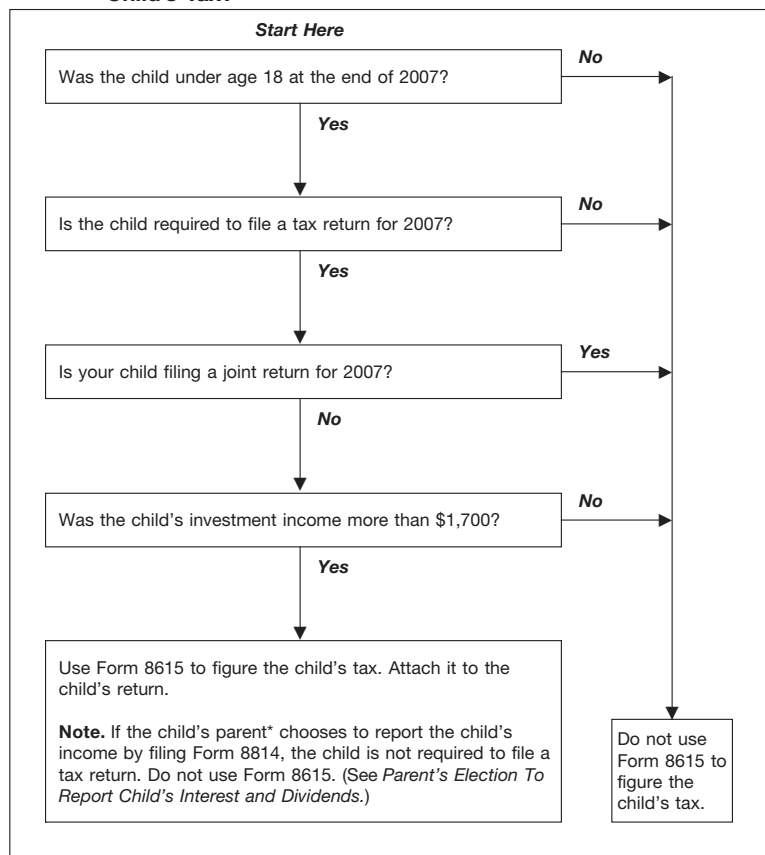 Start Here
Was the child under age 18 at the end of 2007?
No
Yes
Is the child required to file a tax return for 2007?
No
Yes
Is your child filing a joint return for 2007?
Yes
No
Was the child's investment income more than $1,700?
No
Yes
Use Form 8615 to figure the child's tax. Attach it to the
child's return.
Note. If the child's parent* chooses to report the child's
income by filing Form 8814, the child is not required to file a
tax return. Do not use Form 8615. (See Parent's Election To
Report Child's Interest and Dividends.)
Do not use
Form 8615 to
figure the
child's tax.